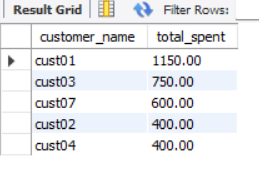 Result Grid Filter Rows:
customer_name total_spent
cust01 1150.00
cust03 750.00
cust07 600.00
cust02 400.00
cust04 400.00